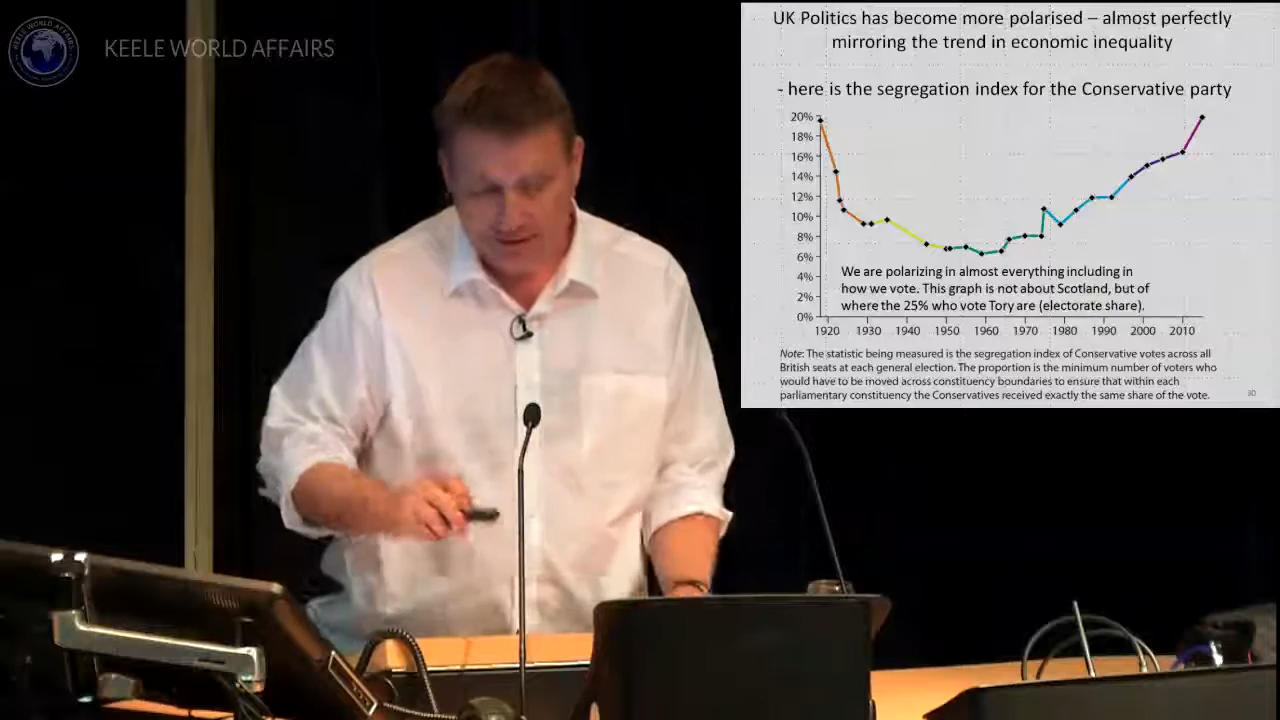 KEELE WORLD AFFAIRS
UK Politics has become more polarised – almost perfectly
mirroring the trend in economic inequality
- here is the segregation index for the Conservative party
20%
18%
16%
14%
12%
10%
8%
6%
4%
2%
0%
We are polarizing in almost everything including in
how we vote. This graph is not about Scotland, but of
where the 25% who vote Tory are (electorate share).
1920 1930 1940 1950 1960 1970 1980 1990 2000 2010
Note: The statistic being measured is the segregation index of Conservative votes across all
British seats at each general election. The proportion is the minimum number of voters who
would have to be moved across constituency boundaries to ensure that within each
parliamentary constituency the Conservatives received exactly the same share of the vote.